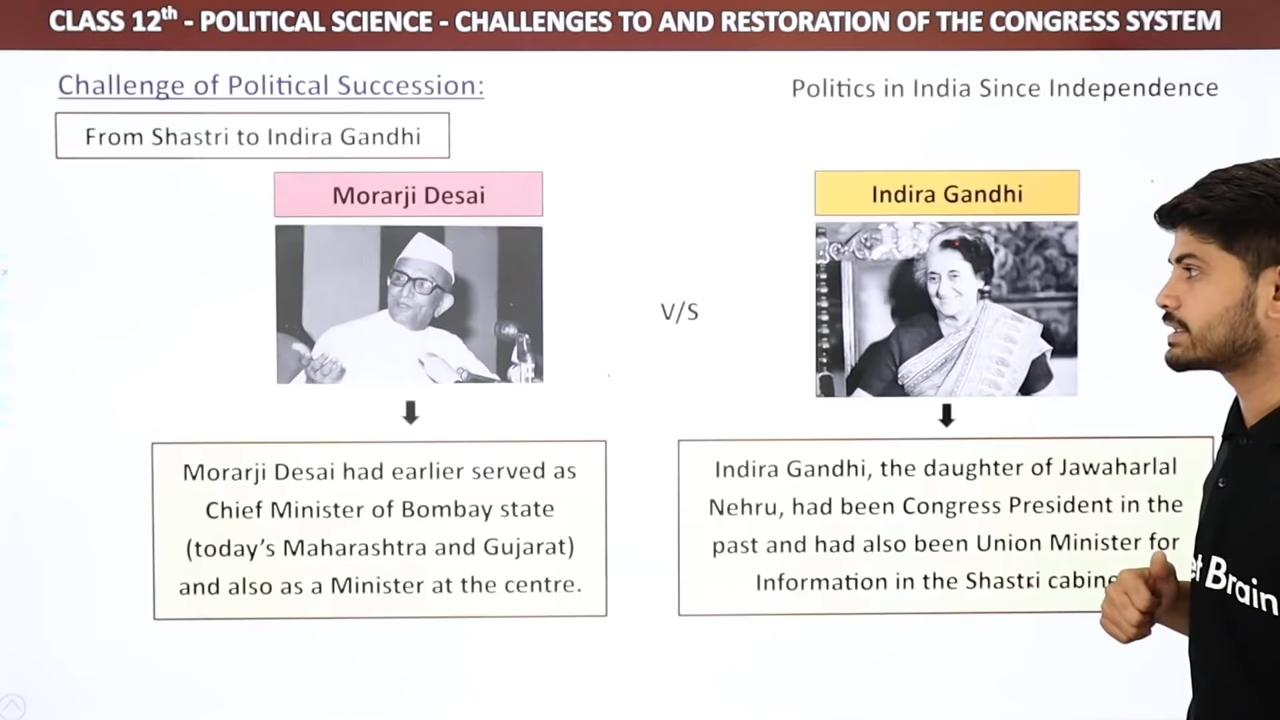 CLASS 12th - POLITICAL SCIENCE - CHALLENGES TO AND RESTORATION OF THE CONGRESS SYSTEM
Challenge of Political Succession:
Politics in India Since Independence
From Shastri to Indira Gandhi
Morarji Desai
Indira Gandhi
V/S
Morarji Desai had earlier served as
Chief Minister of Bombay state
(today's Maharashtra and Gujarat)
and also as a Minister at the centre.
Indira Gandhi, the daughter of Jawaharlal
Nehru, had been Congress President in the
past and had also been Union Minister for
Information in the Shastri
Brain